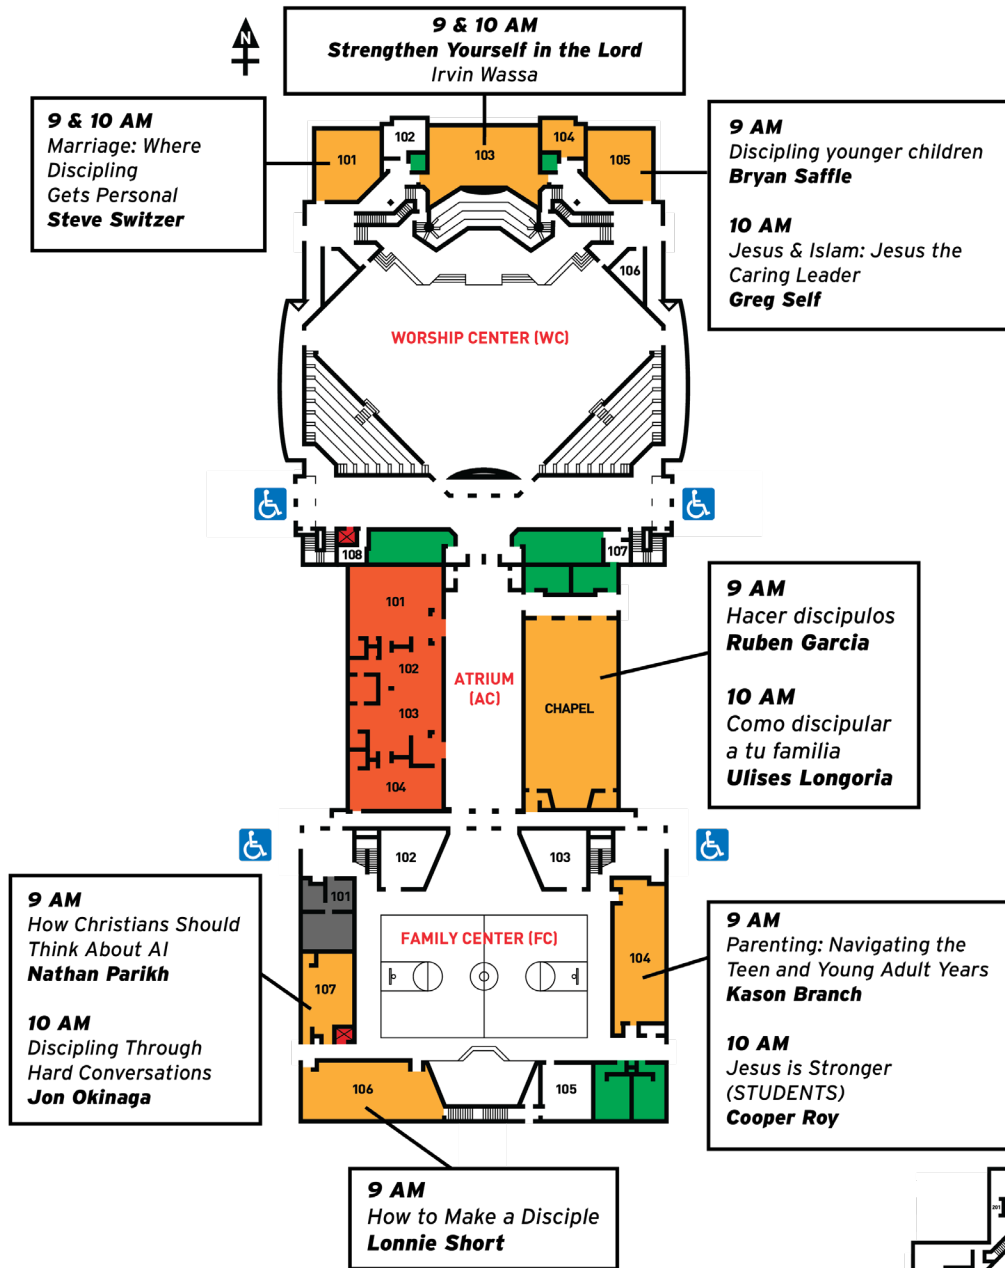 N
9 & 10 AM
Strengthen Yourself in the Lord
Irvin Wassa
9 & 10 AM
Marriage: Where
Discipling
Gets Personal
Steve Switzer
9 AM
Discipling younger children
Bryan Saffle
10 AM
Jesus & Islam: Jesus the
Caring Leader
Greg Self
101
102
103
104
105
106
WORSHIP CENTER (WC)
108
107
101
102
103
104
ATRIUM
(AC)
CHAPEL
9 AM
Hacer discipulos
Ruben Garcia
10 AM
Como discipular
a tu familia
Ulises Longoria
102
103
101
FAMILY CENTER (FC)
104
107
106
105
9 AM
How Christians Should
Think About AI
Nathan Parikh
10 AM
Discipling Through
Hard Conversations
Jon Okinaga
9 AM
Parenting: Navigating the
Teen and Young Adult Years
Kason Branch
10 AM
Jesus is Stronger
(STUDENTS)
Cooper Roy
9 AM
How to Make a Disciple
Lonnie Short
201